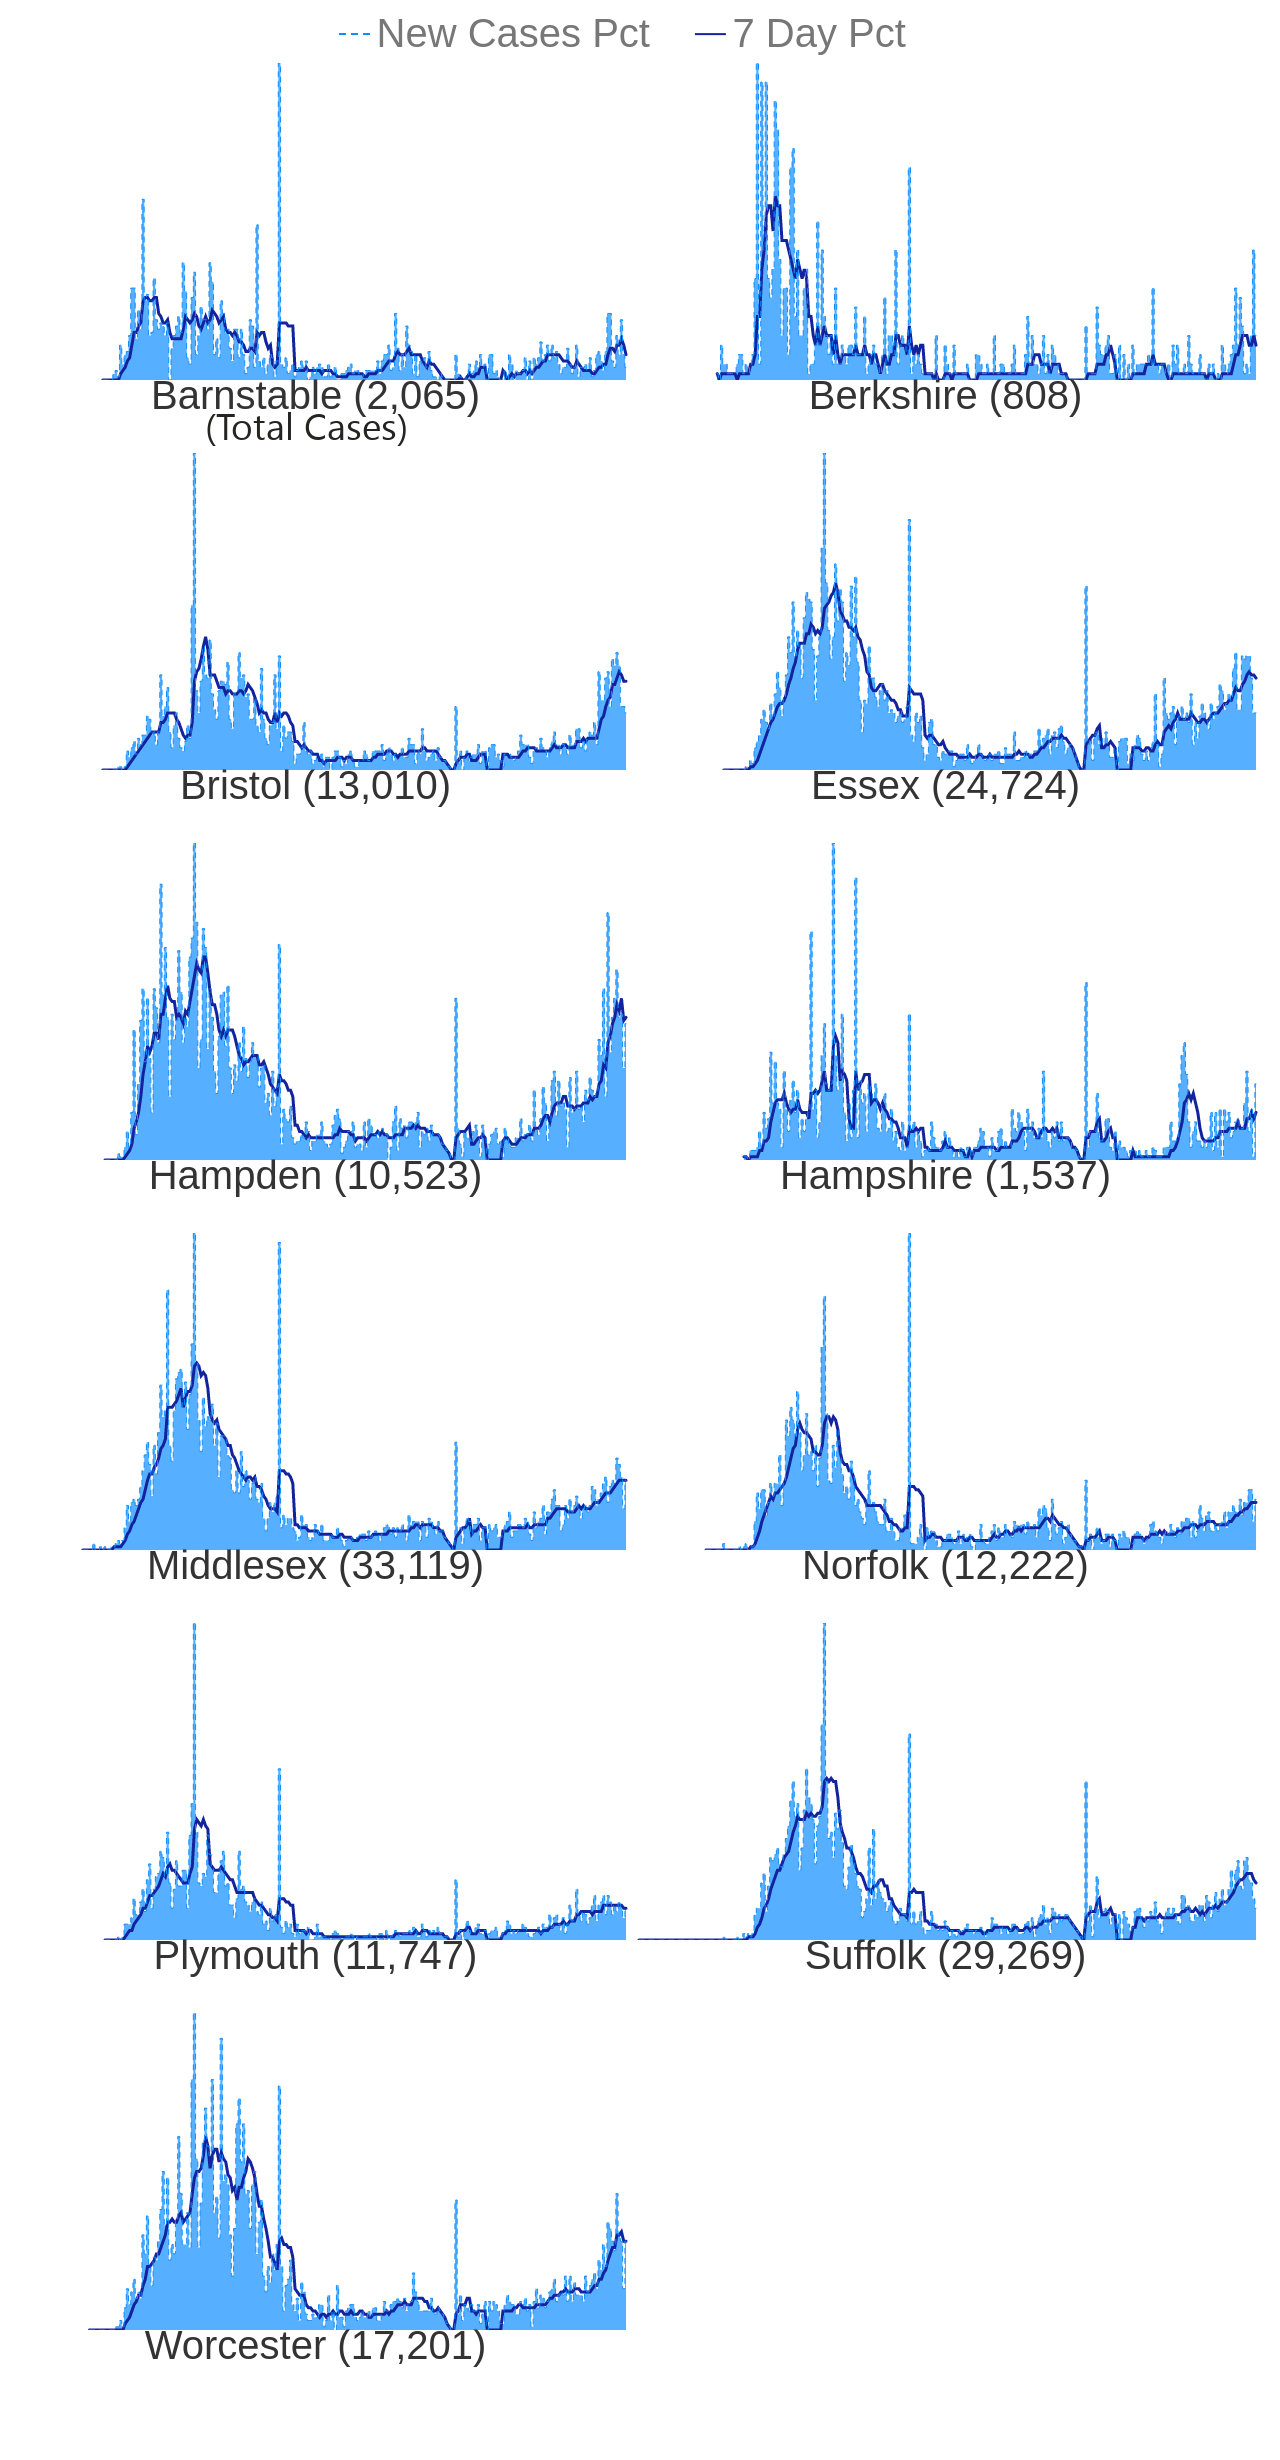 New Cases Pct 7 Day Pct
Barnstable (2,065) Berkshire (808)
(Total Cases)
Bristol (13,010) Essex (24,724)
Hampden (10,523) Hampshire (1,537)
Middlesex (33,119) Norfolk (12,222)
Plymouth (11,747) Suffolk (29,269)
Worcester (17,201)